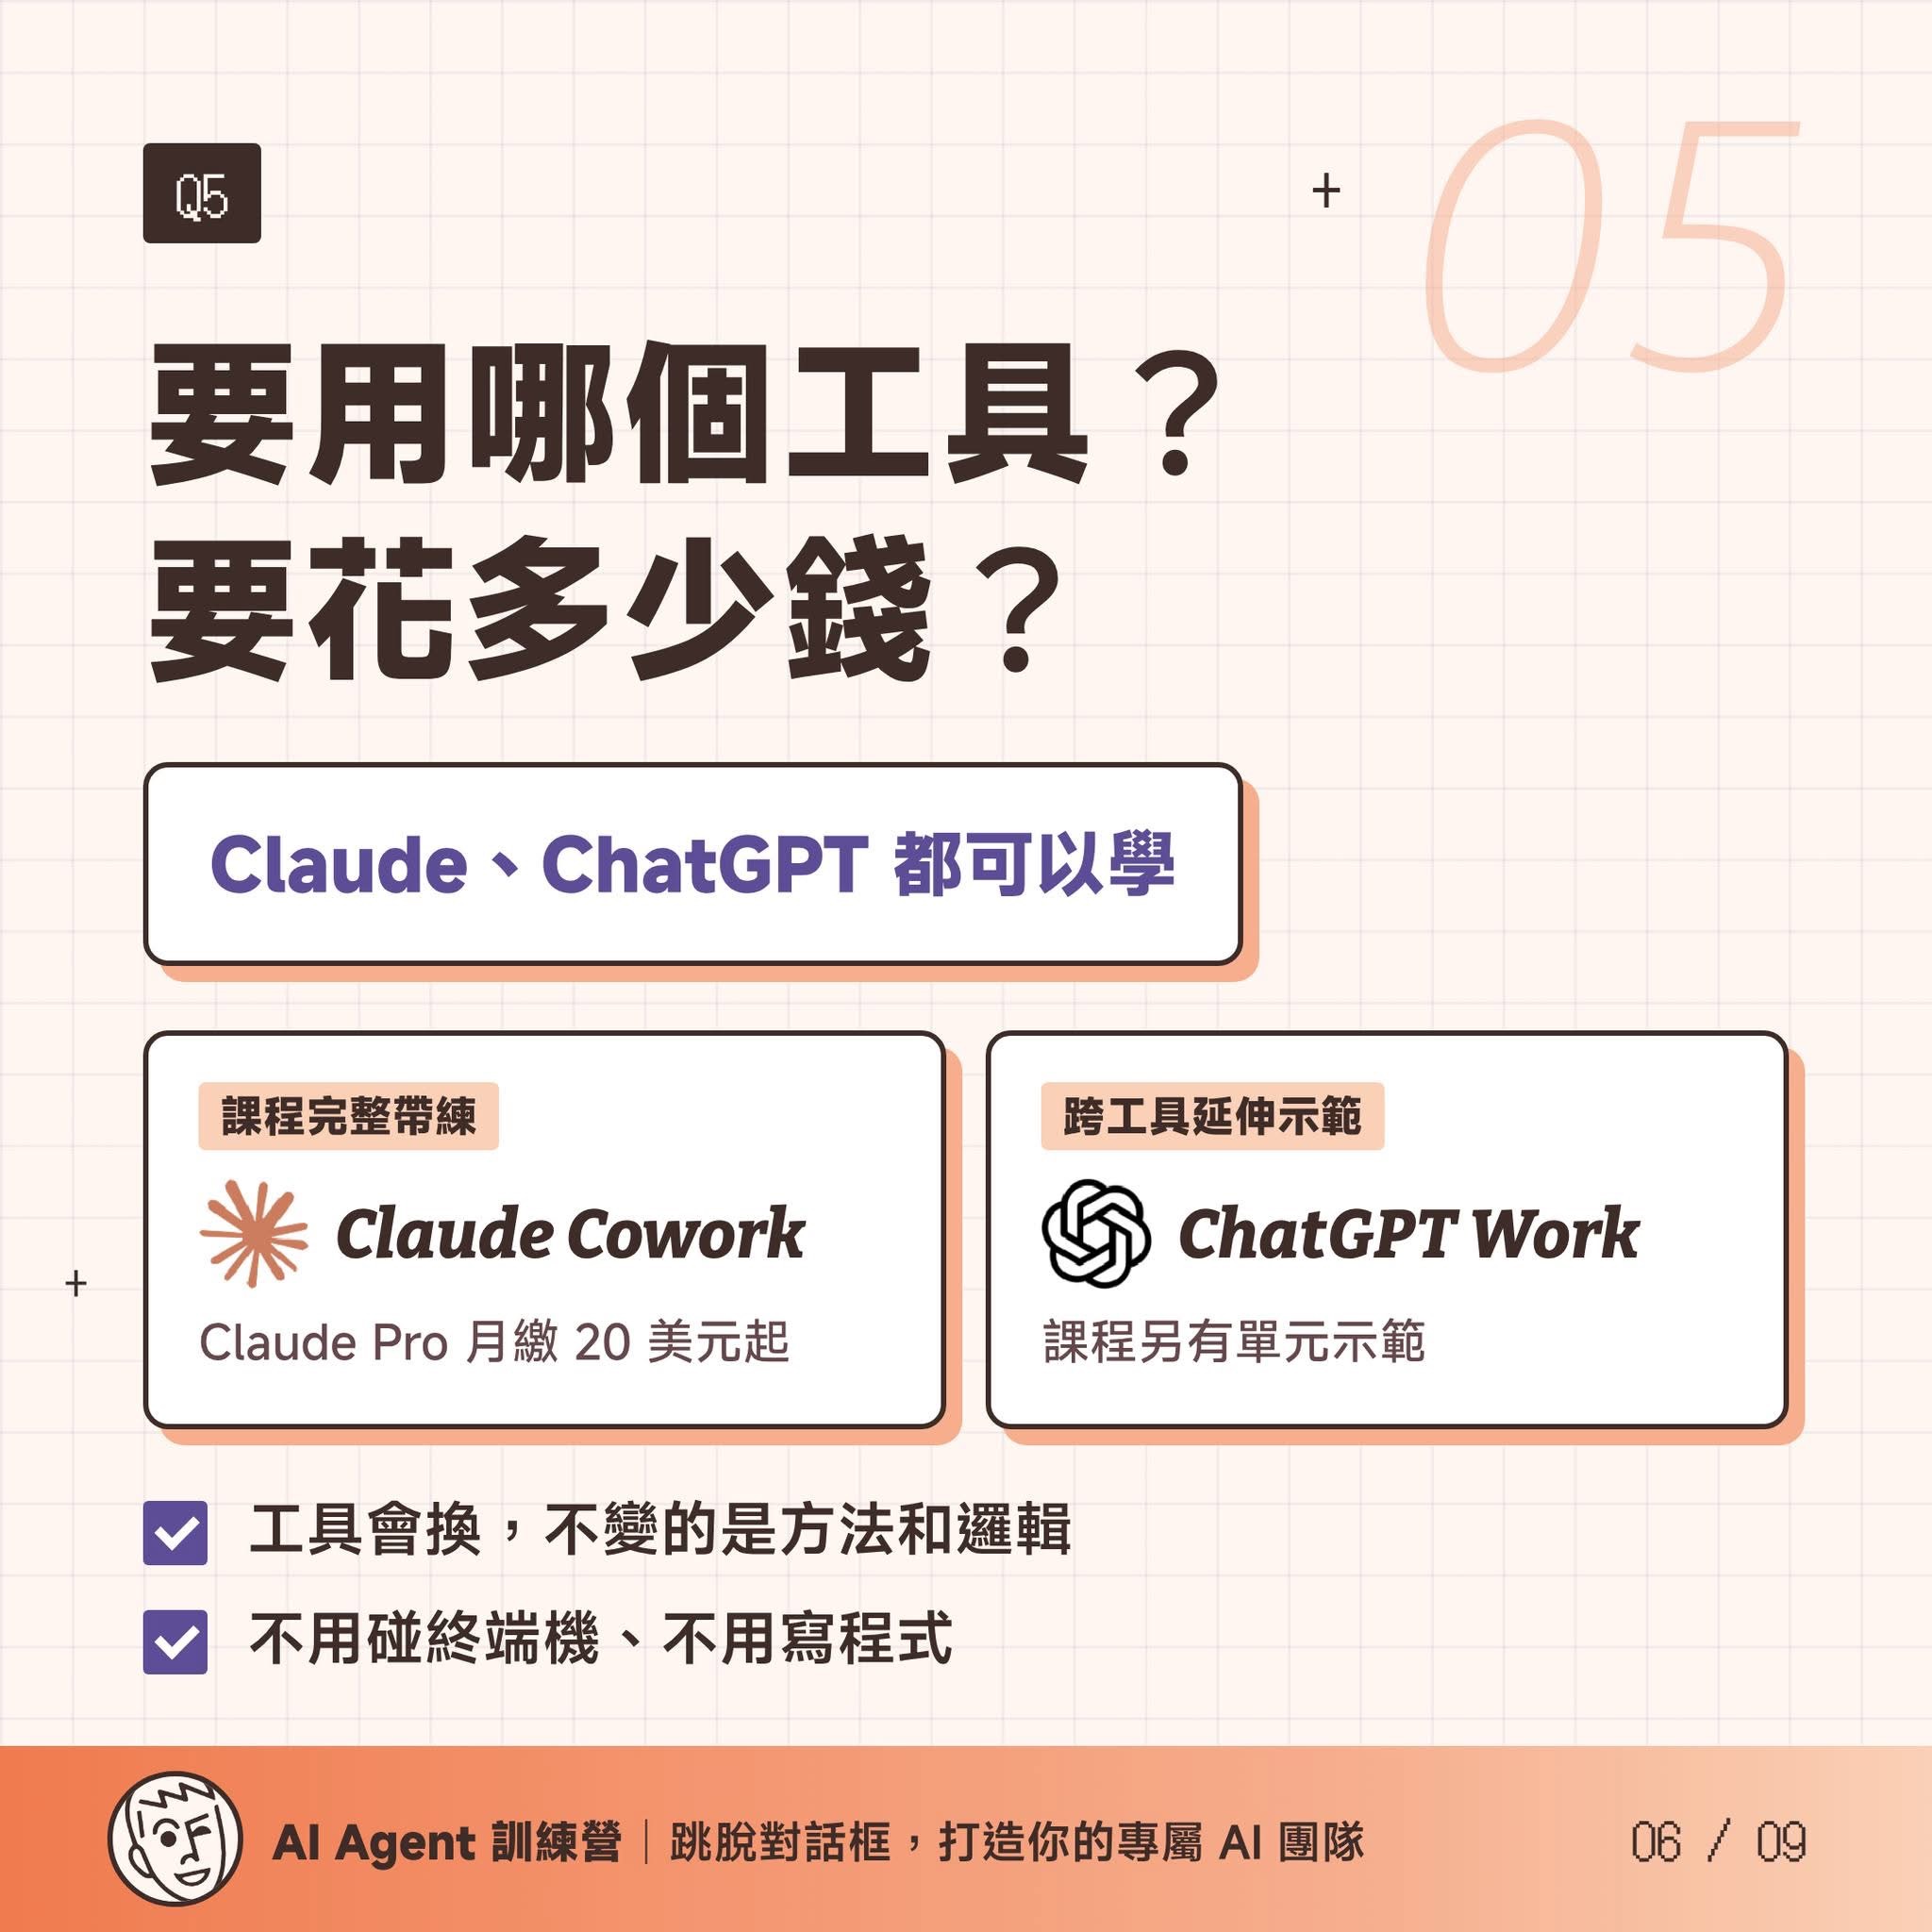 Q5
05
要用哪個工具？
要花多少錢？
Claude、ChatGPT 都可以學
課程完整帶練
Claude Cowork
Claude Pro 月繳 20 美元起
跨工具延伸示範
ChatGPT Work
課程另有單元示範
工具會換，不變的是方法和邏輯
不用碰終端機、不用寫程式
AI Agent 訓練營｜跳脫對話框，打造你的專屬 AI 團隊
06 / 09